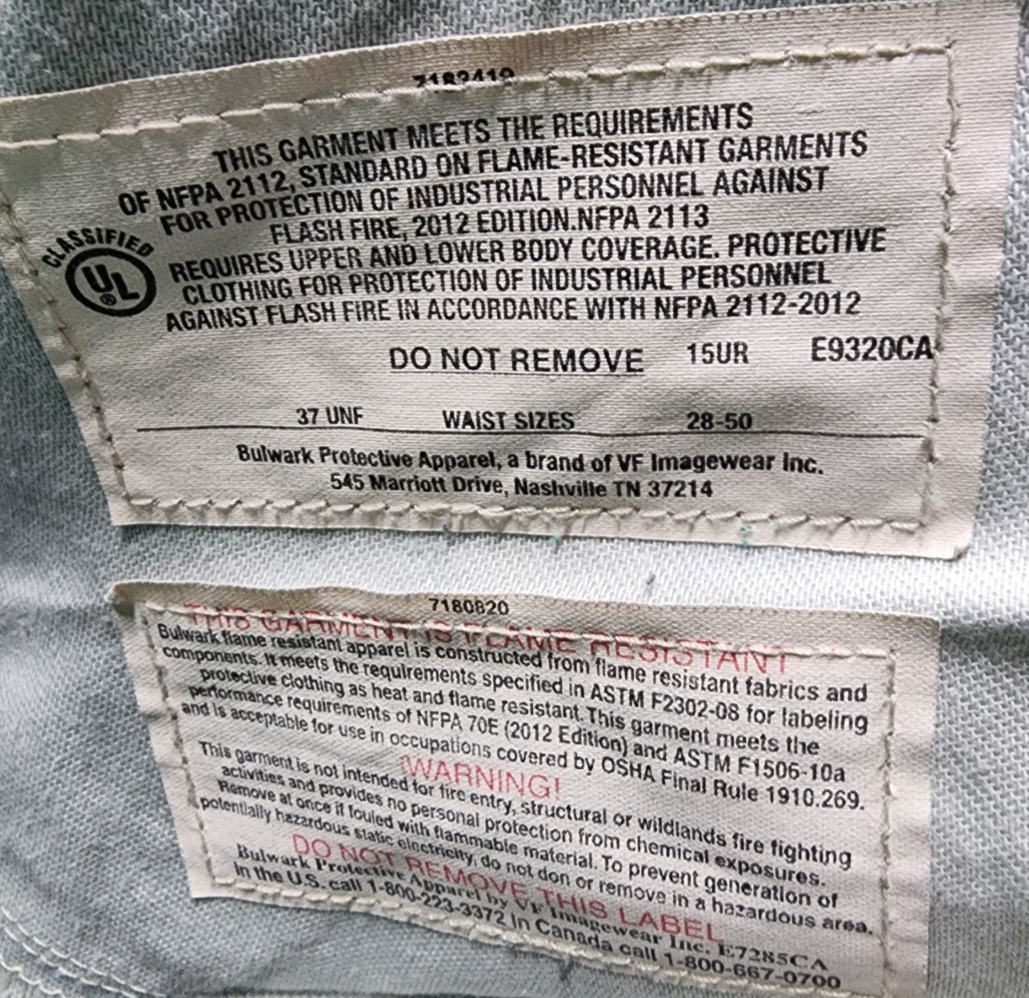 7182410
THIS GARMENT MEETS THE REQUIREMENTS
OF NFPA 2112, STANDARD ON FLAME-RESISTANT GARMENTS
FOR PROTECTION OF INDUSTRIAL PERSONNEL AGAINST
FLASH FIRE, 2012 EDITION.NFPA 2113
REQUIRES UPPER AND LOWER BODY COVERAGE. PROTECTIVE
CLOTHING FOR PROTECTION OF INDUSTRIAL PERSONNEL
AGAINST FLASH FIRE IN ACCORDANCE WITH NFPA 2112-2012
CLASSIFIED
UL
®
DO NOT REMOVE 15UR E9320CA
37 UNF WAIST SIZES 28-50
Bulwark Protective Apparel, a brand of VF Imagewear Inc.
545 Marriott Drive, Nashville TN 37214
7180820
THIS GARMENT IS FLAME RESISTANT
Bulwark flame resistant apparel is constructed from flame resistant fabrics and
components. It meets the requirements specified in ASTM F2302-08 for labeling
protective clothing as heat and flame resistant. This garment meets the
performance requirements of NFPA 70E (2012 Edition) and ASTM F1506-10a
and is acceptable for use in occupations covered by OSHA Final Rule 1910.269.
!WARNING!
This garment is not intended for fire entry, structural or wildlands fire fighting
activities and provides no personal protection from chemical exposures.
Remove at once if fouled with flammable material. To prevent generation of
potentially hazardous static electricity, do not don or remove in a hazardous area.
DO NOT REMOVE THIS LABEL
Bulwark Protective Apparel by VF Imagewear Inc. E7285CA
In the U.S. call 1-800-223-3372 In Canada call 1-800-667-0700